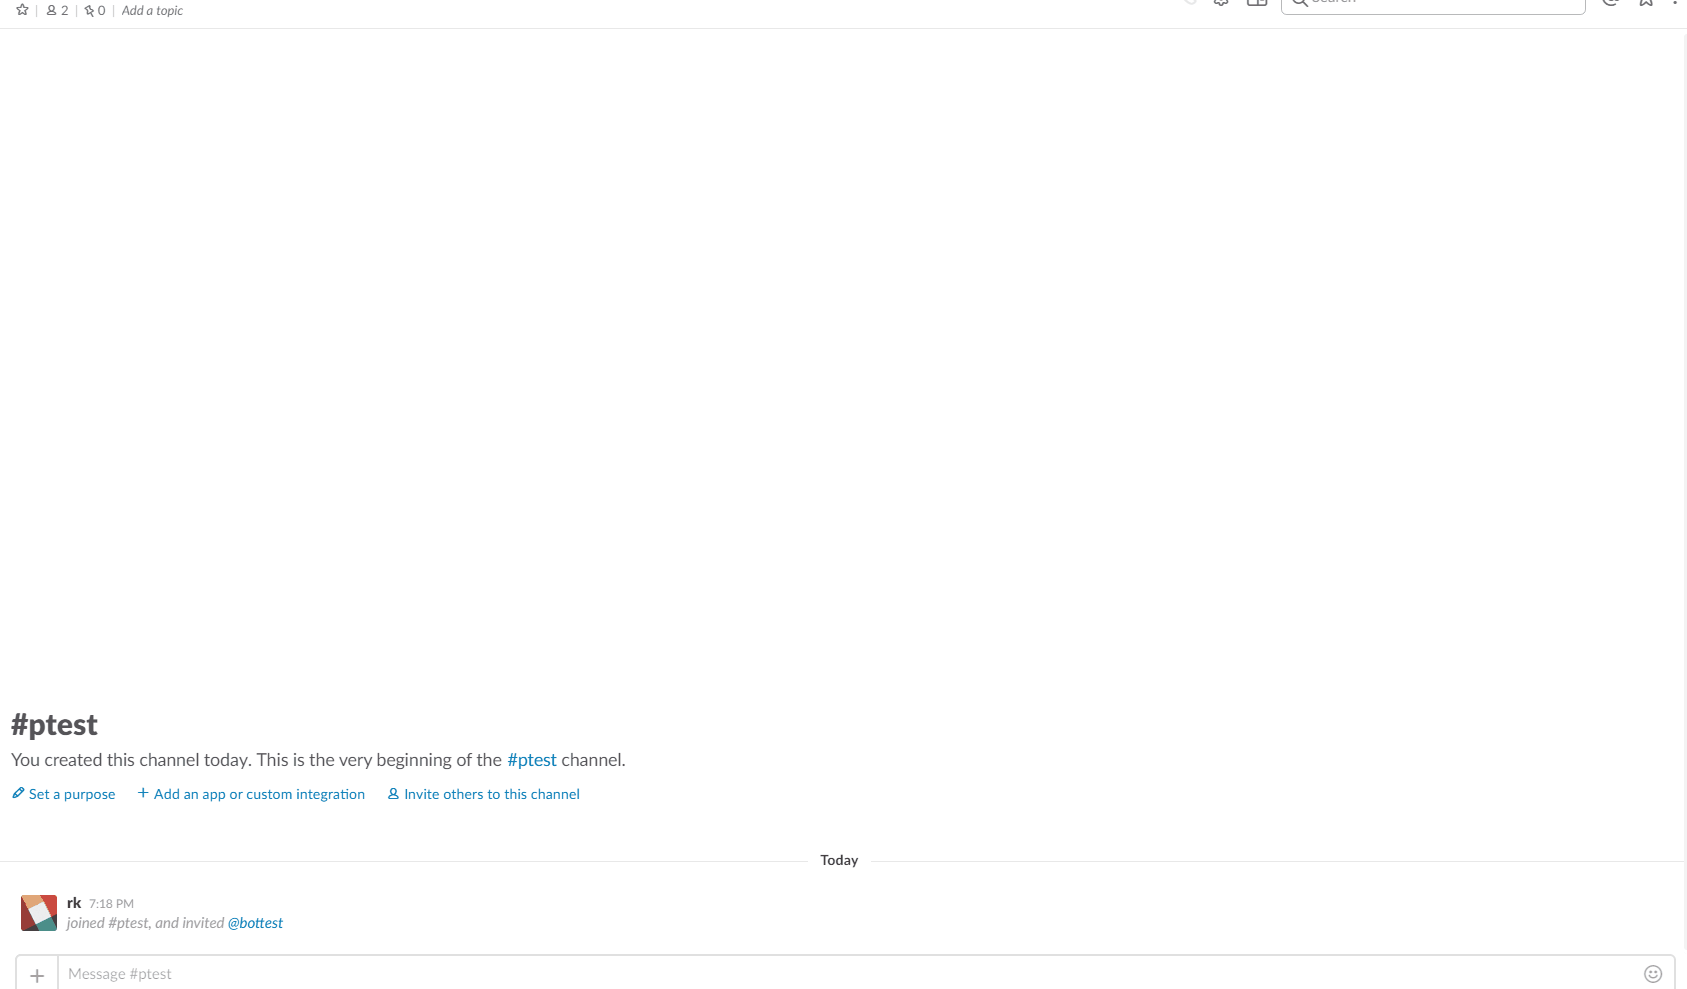 2 | 0 | Add a topic
#ptest
You created this channel today. This is the very beginning of the #ptest channel.
Set a purpose + Add an app or custom integration Invite others to this channel
Today
rk 7:18 PM
joined #ptest, and invited @bottest
+ Message #ptest